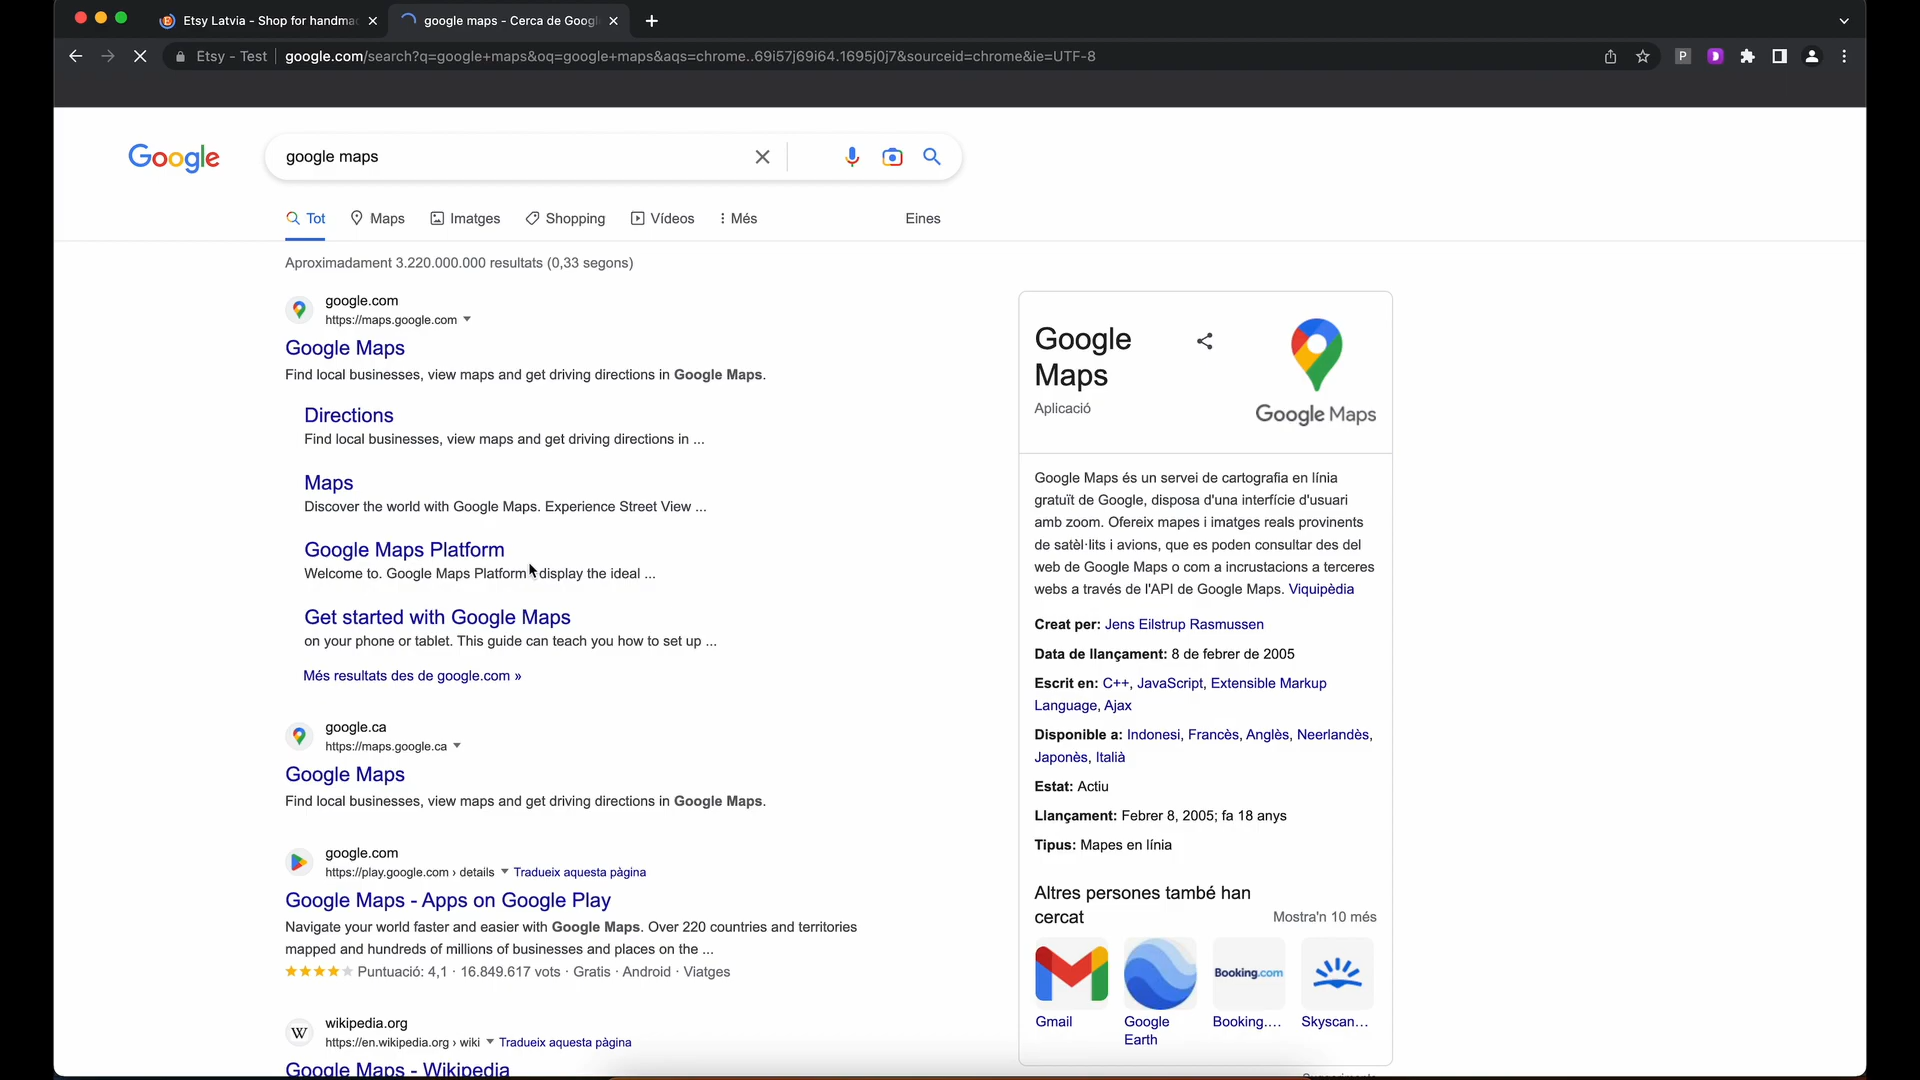 Etsy Latvia - Shop for handma
google maps - Cerca de Googl
Etsy - Test
google.com/search?q=google+maps&oq=google+maps&aqs=chrome..69i57j69i64.1695j0j7&sourceid=chrome&ie=UTF-8
P
Google
google maps
Tot
Maps
Imatges
Shopping
Vídeos
Més
Eines
Aproximadament 3.220.000.000 resultats (0,33 segons)
google.com
https://maps.google.com
Google Maps
Find local businesses, view maps and get driving directions in Google Maps.
Directions
Find local businesses, view maps and get driving directions in ...
Maps
Discover the world with Google Maps. Experience Street View ...
Google Maps Platform
Welcome to. Google Maps Platform display the ideal ...
Get started with Google Maps
on your phone or tablet. This guide can teach you how to set up ...
Més resultats des de google.com »
google.ca
https://maps.google.ca
Google Maps
Find local businesses, view maps and get driving directions in Google Maps.
google.com
https://play.google.com › details
Tradueix aquesta pàgina
Google Maps - Apps on Google Play
Navigate your world faster and easier with Google Maps. Over 220 countries and territories
mapped and hundreds of millions of businesses and places on the ...
Puntuació: 4,1 · 16.849.617 vots · Gratis · Android · Viatges
W
wikipedia.org
https://en.wikipedia.org › wiki
Tradueix aquesta pàgina
Google Maps - Wikipedia
Google
Maps
Aplicació
Google Maps
Google Maps és un servei de cartografia en línia
gratuït de Google, disposa d'una interfície d'usuari
amb zoom. Ofereix mapes i imatges reals provinents
de satèl·lits i avions, que es poden consultar des del
web de Google Maps o com a incrustacions a terceres
webs a través de l'API de Google Maps. Viquipèdia
Creat per: Jens Eilstrup Rasmussen
Data de llançament: 8 de febrer de 2005
Escrit en: C++, JavaScript, Extensible Markup
Language, Ajax
Disponible a: Indonesi, Francès, Anglès, Neerlandès,
Japonès, Italià
Estat: Actiu
Llançament: Febrer 8, 2005; fa 18 anys
Tipus: Mapes en línia
Altres persones també han
cercat
Mostra'n 10 més
Booking.com
Gmail
Google
Earth
Booking....
Skyscan...